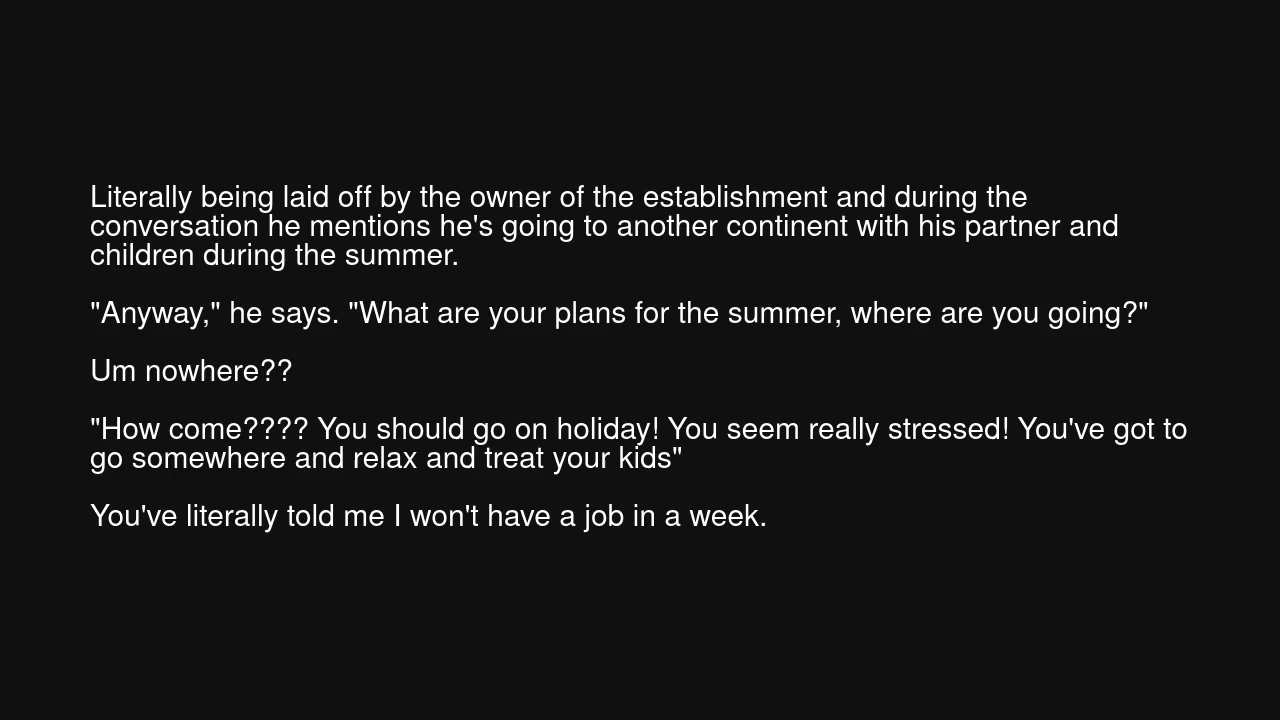 Literally being laid off by the owner of the establishment and during the
conversation he mentions he's going to another continent with his partner and
children during the summer.
"Anyway," he says. "What are your plans for the summer, where are you going?"
Um nowhere??
"How come???? You should go on holiday! You seem really stressed! You've got to
go somewhere and relax and treat your kids"
You've literally told me I won't have a job in a week.